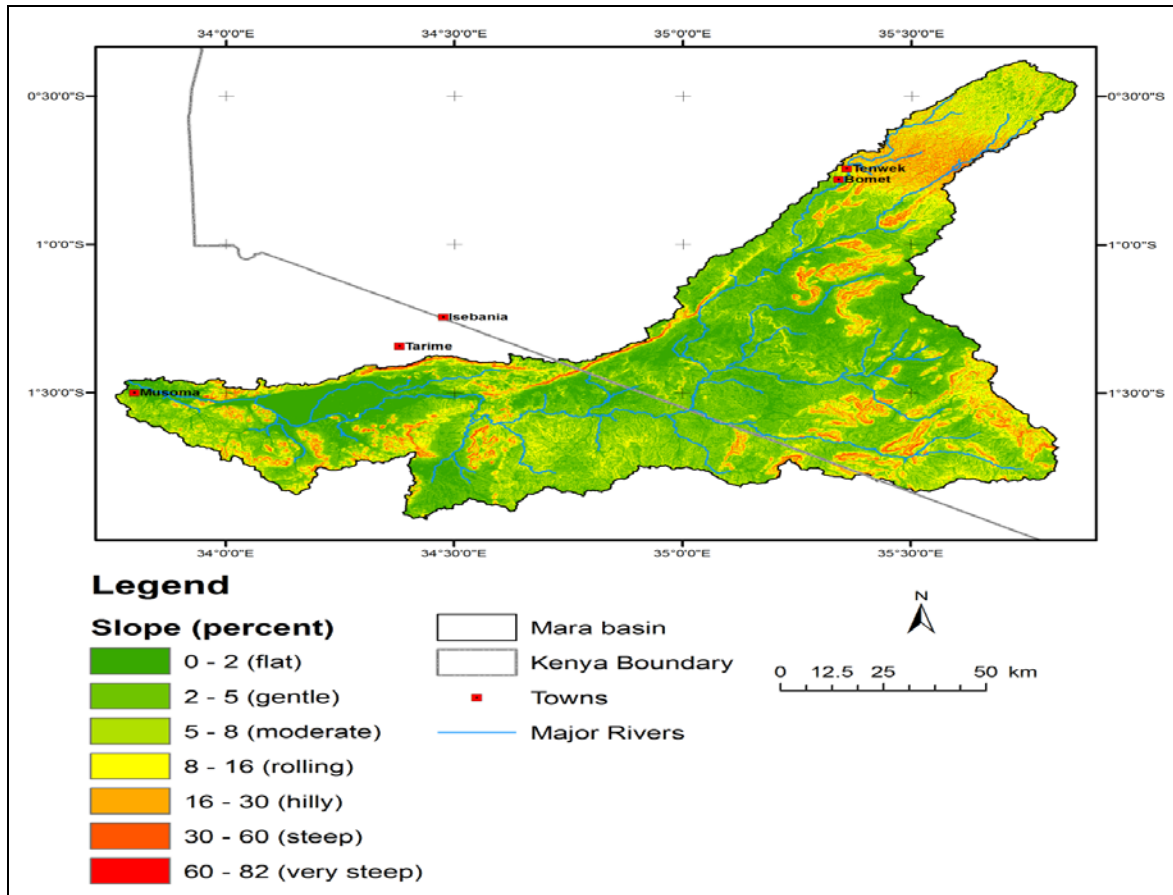 34°0'0"E 34°30'0"E 35°0'0"E 35°30'0"E
0°30'0"S 0°30'0"S
Tenwek
Bomet
1°0'0"S 1°0'0"S
Isebania
Tarime
1°30'0"S 1°30'0"S
Musoma
34°0'0"E 34°30'0"E 35°0'0"E 35°30'0"E
Legend
Slope (percent)
0 - 2 (flat)
2 - 5 (gentle)
5 - 8 (moderate)
8 - 16 (rolling)
16 - 30 (hilly)
30 - 60 (steep)
60 - 82 (very steep)
Mara basin
Kenya Boundary
Towns
Major Rivers
N
0 12.5 25 50 km